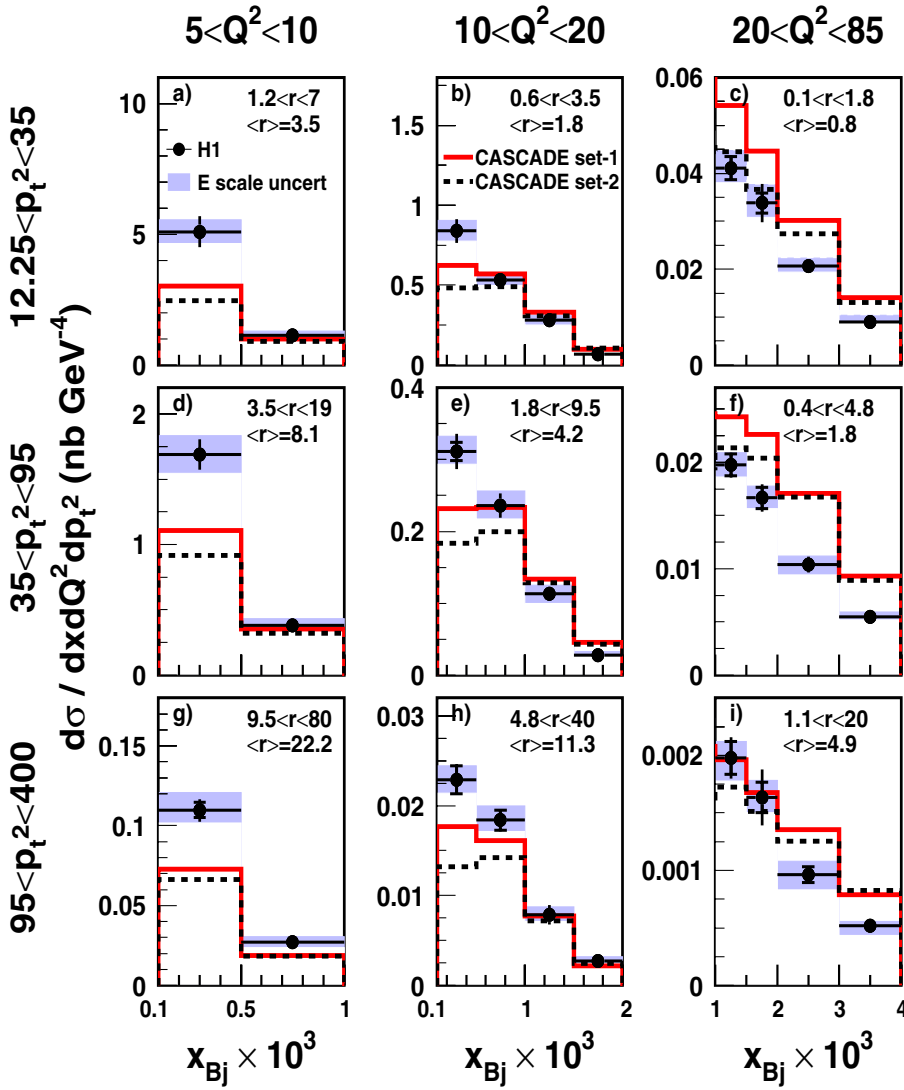 5<Q²<10
10<Q²<20
20<Q²<85
12.25<pₜ²<35
35<pₜ²<95
95<pₜ²<400
dσ / dxdQ²dpₜ² (nb GeV⁻⁴)
a)
1.2<r<7
<r>=3.5
H1
E scale uncert
10
5
0
b)
0.6<r<3.5
<r>=1.8
CASCADE set-1
CASCADE set-2
1.5
1
0.5
0
c)
0.1<r<1.8
<r>=0.8
0.06
0.04
0.02
0
d)
3.5<r<19
<r>=8.1
2
1
0
e)
1.8<r<9.5
<r>=4.2
0.4
0.2
0
f)
0.4<r<4.8
<r>=1.8
0.02
0.01
0
g)
9.5<r<80
<r>=22.2
0.15
0.1
0.05
0
0.1 0.5 1
h)
4.8<r<40
<r>=11.3
0.03
0.02
0.01
0
0.1 1 2
i)
1.1<r<20
<r>=4.9
0.002
0.001
0
1 2 3 4
x_Bj × 10³
x_Bj × 10³
x_Bj × 10³